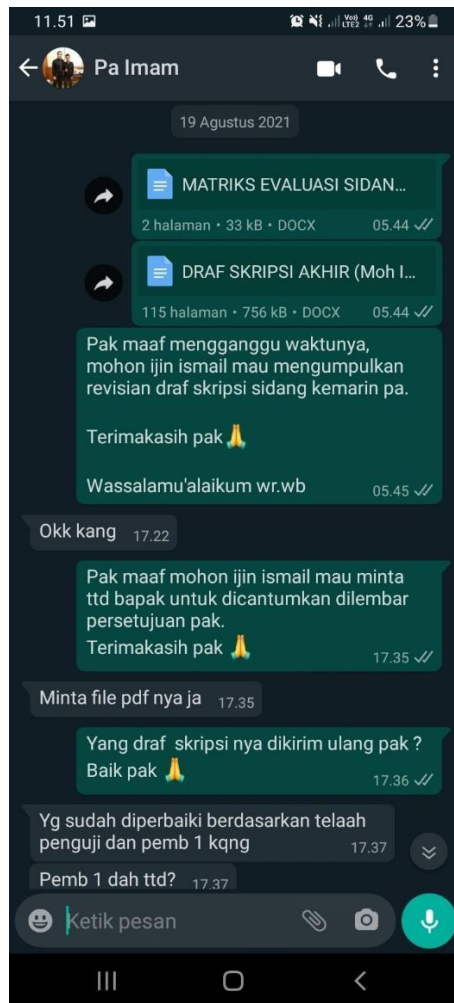 11.51 Voo) 4G LTE2 23%
Pa Imam
19 Agustus 2021
MATRIKS EVALUASI SIDAN...
2 halaman • 33 kB • DOCX 05.44
DRAF SKRIPSI AKHIR (Moh I...
115 halaman • 756 kB • DOCX 05.44
Pak maaf mengganggu waktunya,
mohon ijin ismail mau mengumpulkan
revisian draf skripsi sidang kemarin pa.
Terimakasih pak🙏
Wassalamu'alaikum wr.wb 05.45
Okk kang 17.22
Pak maaf mohon ijin ismail mau minta
ttd bapak untuk dicantumkan dilembar
persetujuan pak.
Terimakasih pak 🙏 17.35
Minta file pdf nya ja 17.35
Yang draf skripsi nya dikirim ulang pak ?
Baik pak 🙏 17.36
Yg sudah diperbaiki berdasarkan telaah
penguji dan pemb 1 kqng 17.37
Pemb 1 dah ttd? 17.37
Ketik pesan